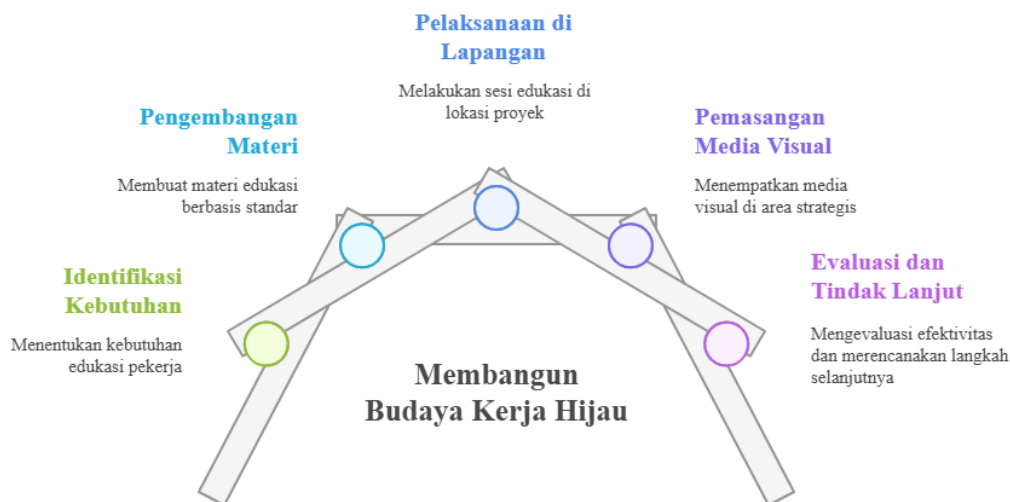 Pelaksanaan di
Lapangan
Melakukan sesi edukasi di
lokasi proyek
Pengembangan
Materi
Membuat materi edukasi
berbasis standar
Pemasangan
Media Visual
Menempatkan media
visual di area strategis
Identifikasi
Kebutuhan
Menentukan kebutuhan
edukasi pekerja
Evaluasi dan
Tindak Lanjut
Mengevaluasi efektivitas
dan merencanakan langkah
selanjutnya
Membangun
Budaya Kerja Hijau